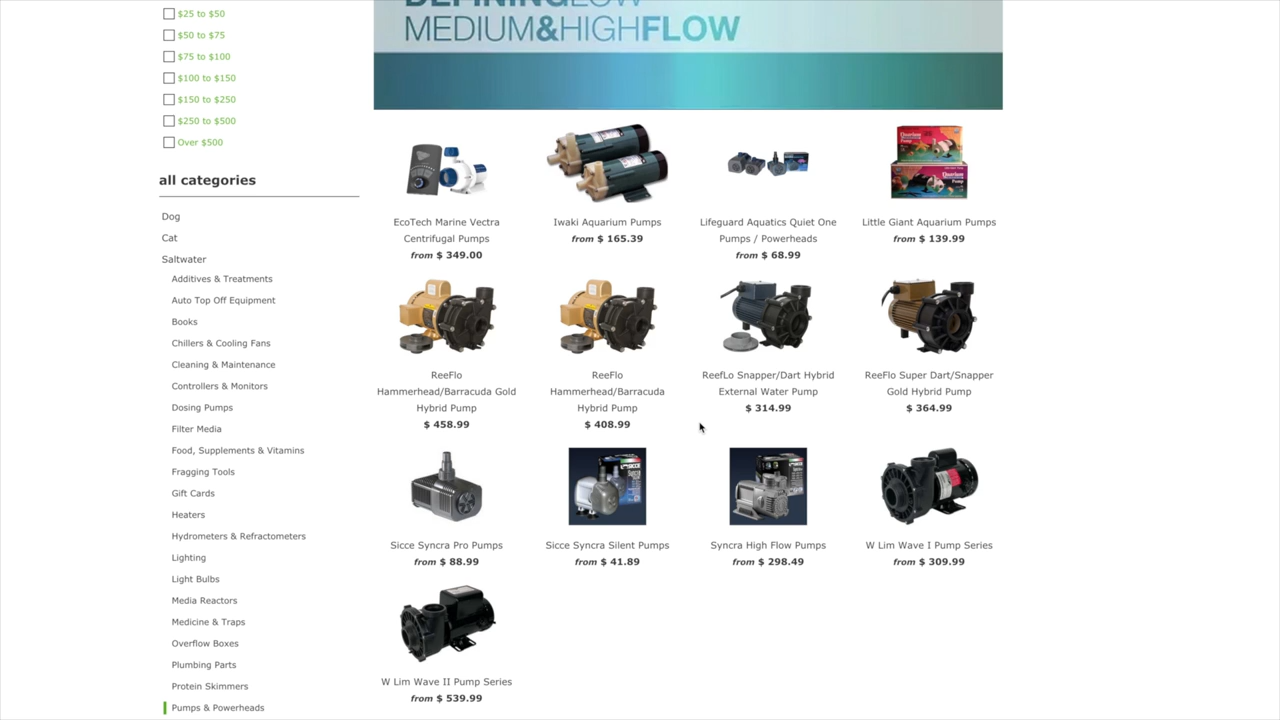 $25 to $50
$50 to $75
$75 to $100
$100 to $150
$150 to $250
$250 to $500
Over $500
all categories
Dog
Cat
Saltwater
Additives & Treatments
Auto Top Off Equipment
Books
Chillers & Cooling Fans
Cleaning & Maintenance
Controllers & Monitors
Dosing Pumps
Filter Media
Food, Supplements & Vitamins
Fragging Tools
Gift Cards
Heaters
Hydrometers & Refractometers
Lighting
Light Bulbs
Media Reactors
Medicine & Traps
Overflow Boxes
Plumbing Parts
Protein Skimmers
Pumps & Powerheads
DEFININGLOW
MEDIUM&HIGHFLOW
EcoTech Marine Vectra
Centrifugal Pumps
from $ 349.00
Iwaki Aquarium Pumps
from $ 165.39
Lifeguard Aquatics Quiet One
Pumps / Powerheads
from $ 68.99
Little Giant Aquarium Pumps
from $ 139.99
ReeFlo
Hammerhead/Barracuda Gold
Hybrid Pump
$ 458.99
ReeFlo
Hammerhead/Barracuda
Hybrid Pump
$ 408.99
ReefLo Snapper/Dart Hybrid
External Water Pump
$ 314.99
ReeFlo Super Dart/Snapper
Gold Hybrid Pump
$ 364.99
Sicce Syncra Pro Pumps
from $ 88.99
Sicce Syncra Silent Pumps
from $ 41.89
Syncra High Flow Pumps
from $ 298.49
W Lim Wave I Pump Series
from $ 309.99
W Lim Wave II Pump Series
from $ 539.99